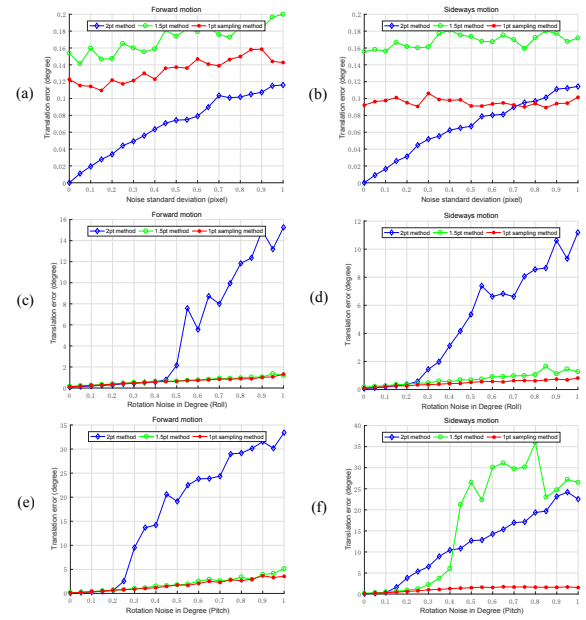 Forward motion
2pt method 1.5pt method 1pt sampling method
0.2
0.18
0.16
0.14
0.12
0.1
0.08
0.06
0.04
0.02
0
Translation error (degree)
(a)
0 0.1 0.2 0.3 0.4 0.5 0.6 0.7 0.8 0.9 1
Noise standard deviation (pixel)
Sideways motion
2pt method 1.5pt method 1pt sampling method
0.2
0.18
0.16
0.14
0.12
0.1
0.08
0.06
0.04
0.02
0
Translation error (degree)
(b)
0 0.1 0.2 0.3 0.4 0.5 0.6 0.7 0.8 0.9 1
Noise standard deviation (pixel)
Forward motion
2pt method 1.5pt method 1pt sampling method
16
14
12
10
8
6
4
2
Translation error (degree)
(c)
0 0.1 0.2 0.3 0.4 0.5 0.6 0.7 0.8 0.9 1
Rotation Noise in Degree (Roll)
Sideways motion
2pt method 1.5pt method 1pt sampling method
12
10
8
6
4
2
0
Translation error (degree)
(d)
0 0.1 0.2 0.3 0.4 0.5 0.6 0.7 0.8 0.9 1
Rotation Noise in Degree (Roll)
Forward motion
2pt method 1.5pt method 1pt sampling method
35
30
25
20
15
10
5
0
Translation error (degree)
(e)
0 0.1 0.2 0.3 0.4 0.5 0.6 0.7 0.8 0.9 1
Rotation Noise in Degree (Pitch)
Sideways motion
2pt method 1.5pt method 1pt sampling method
40
35
30
25
20
15
10
5
0
Translation error (degree)
(f)
0 0.1 0.2 0.3 0.4 0.5 0.6 0.7 0.8 0.9 1
Rotation Noise in Degree (Pitch)